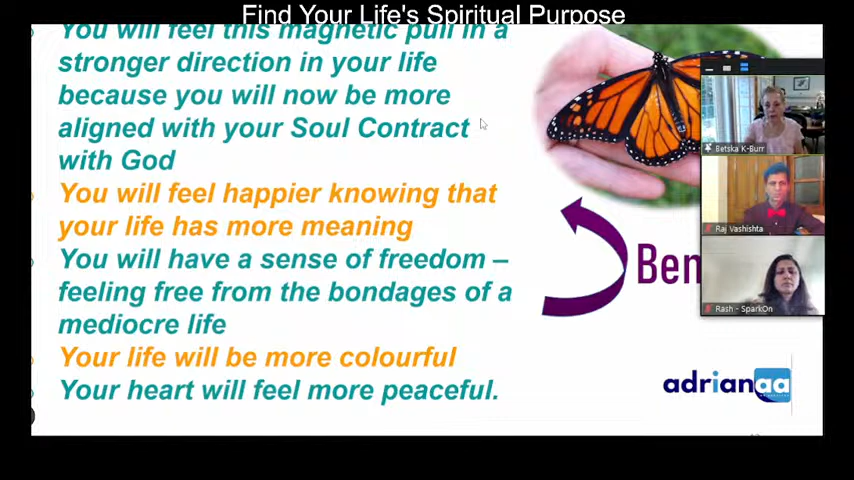 Find Your Life's Spiritual Purpose
You will feel this magnetic pull in a
stronger direction in your life
because you will now be more
aligned with your Soul Contract
with God
You will feel happier knowing that
your life has more meaning
You will have a sense of freedom –
feeling free from the bondages of a
mediocre life
Your life will be more colourful
Your heart will feel more peaceful.
Ben
Betska K-Burr
Raj Vashishta
Rash - SparkOn
adrianaa